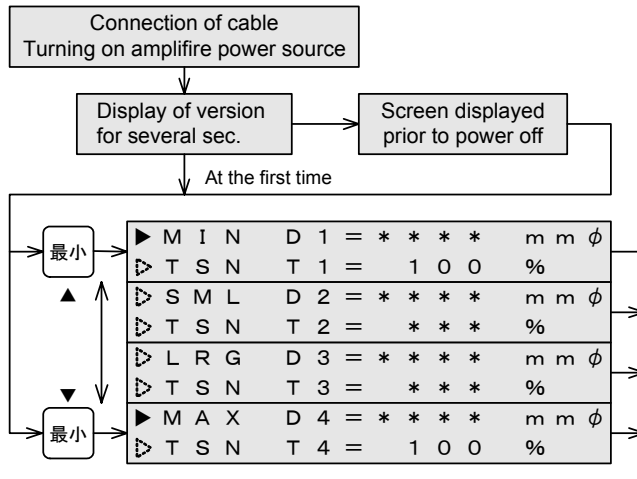 Connection of cable
Turning on amplifire power source
Display of version
for several sec.
Screen displayed
prior to power off
At the first time
最小
▶ M I N D 1 = * * * * m m φ
▷ T S N T 1 = 1 0 0 %
▲
▷ S M L D 2 = * * * * m m φ
▷ T S N T 2 = * * * %
▷ L R G D 3 = * * * * m m φ
▷ T S N T 3 = * * * %
▼
最小
▶ M A X D 4 = * * * * m m φ
▷ T S N T 4 = 1 0 0 %